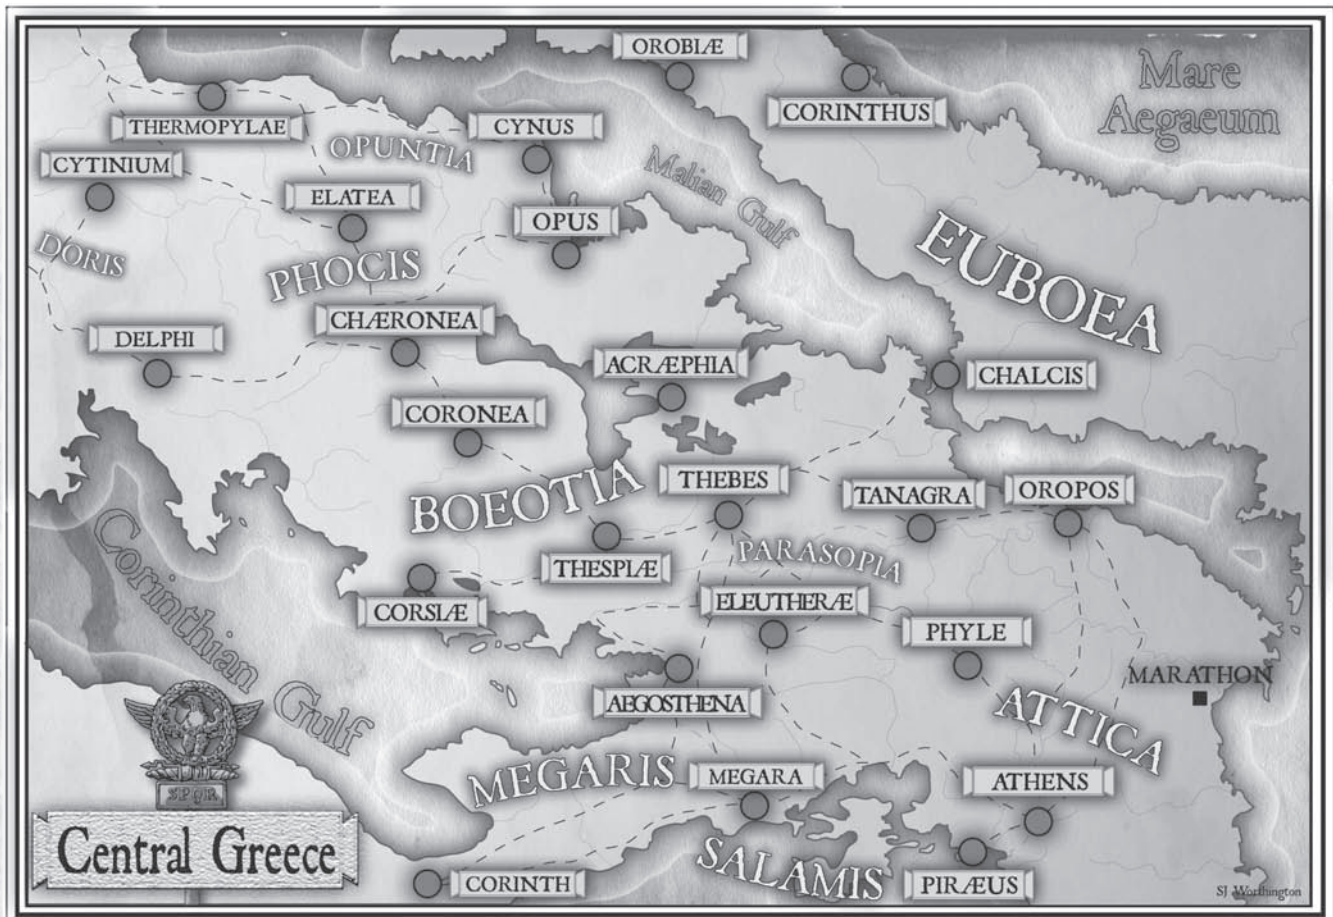 OROBIÆ
Mare
Aegaeum
CORINTHUS
THERMOPYLAE
CYNUS
OPUNTIA
CYTINIUM
Malian Gulf
ELATEA
OPUS
EUBOEA
DORIS
PHOCIS
CHÆRONEA
DELPHI
ACRÆPHIA
CHALCIS
CORONEA
BOEOTIA
THEBES
TANAGRA
OROPOS
Corinthian Gulf
PARASOPIA
THESPIÆ
ELEUTHERÆ
CORSIÆ
PHYLE
MARATHON
AEGOSTHENA
ATTICA
MEGARIS
MEGARA
ATHENS
SPQR
Central Greece
SALAMIS
CORINTH
PIRÆUS
SJ Worthington